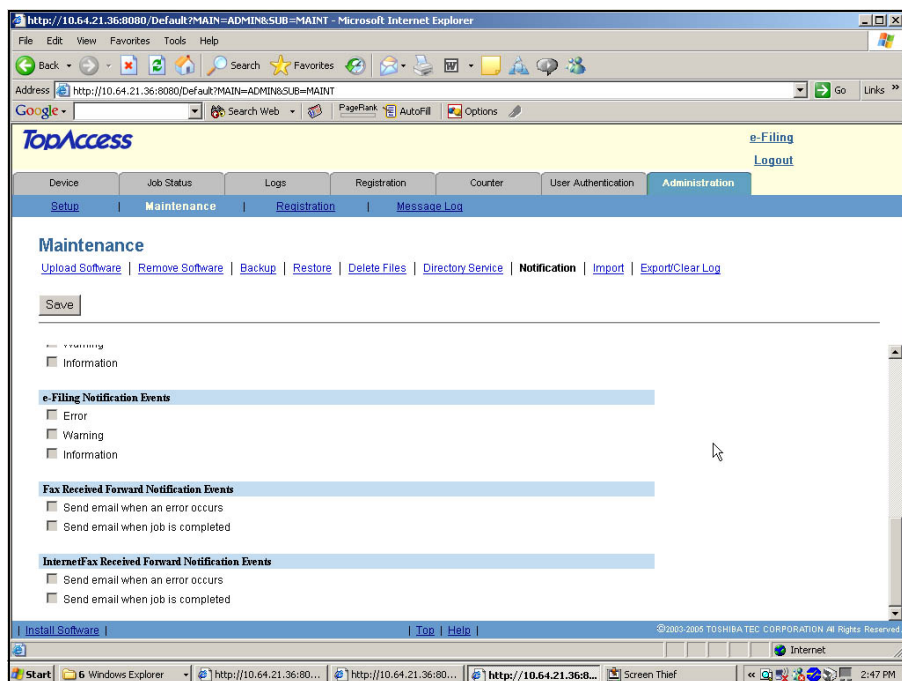 http://10.64.21.36:8080/Default?MAIN=ADMIN&SUB=MAINT - Microsoft Internet Explorer
File Edit View Favorites Tools Help
Back Search Favorites
Address http://10.64.21.36:8080/Default?MAIN=ADMIN&SUB=MAINT Go Links »
Google Search Web PageRank AutoFill Options
TopAccess e-Filing
Logout
Device Job Status Logs Registration Counter User Authentication Administration
Setup | Maintenance | Registration | Message Log
Maintenance
Upload Software | Remove Software | Backup | Restore | Delete Files | Directory Service | Notification | Import | Export/Clear Log
Save
Warning
Information
e-Filing Notification Events
Error
Warning
Information
Fax Received Forward Notification Events
Send email when an error occurs
Send email when job is completed
InternetFax Received Forward Notification Events
Send email when an error occurs
Send email when job is completed
| Install Software | | Top | Help | ©2003-2005 TOSHIBA TEC CORPORATION All Rights Reserved.
Internet
Start 6 Windows Explorer http://10.64.21.36:80... http://10.64.21.36:80... http://10.64.21.36:8... Screen Thief « 2:47 PM